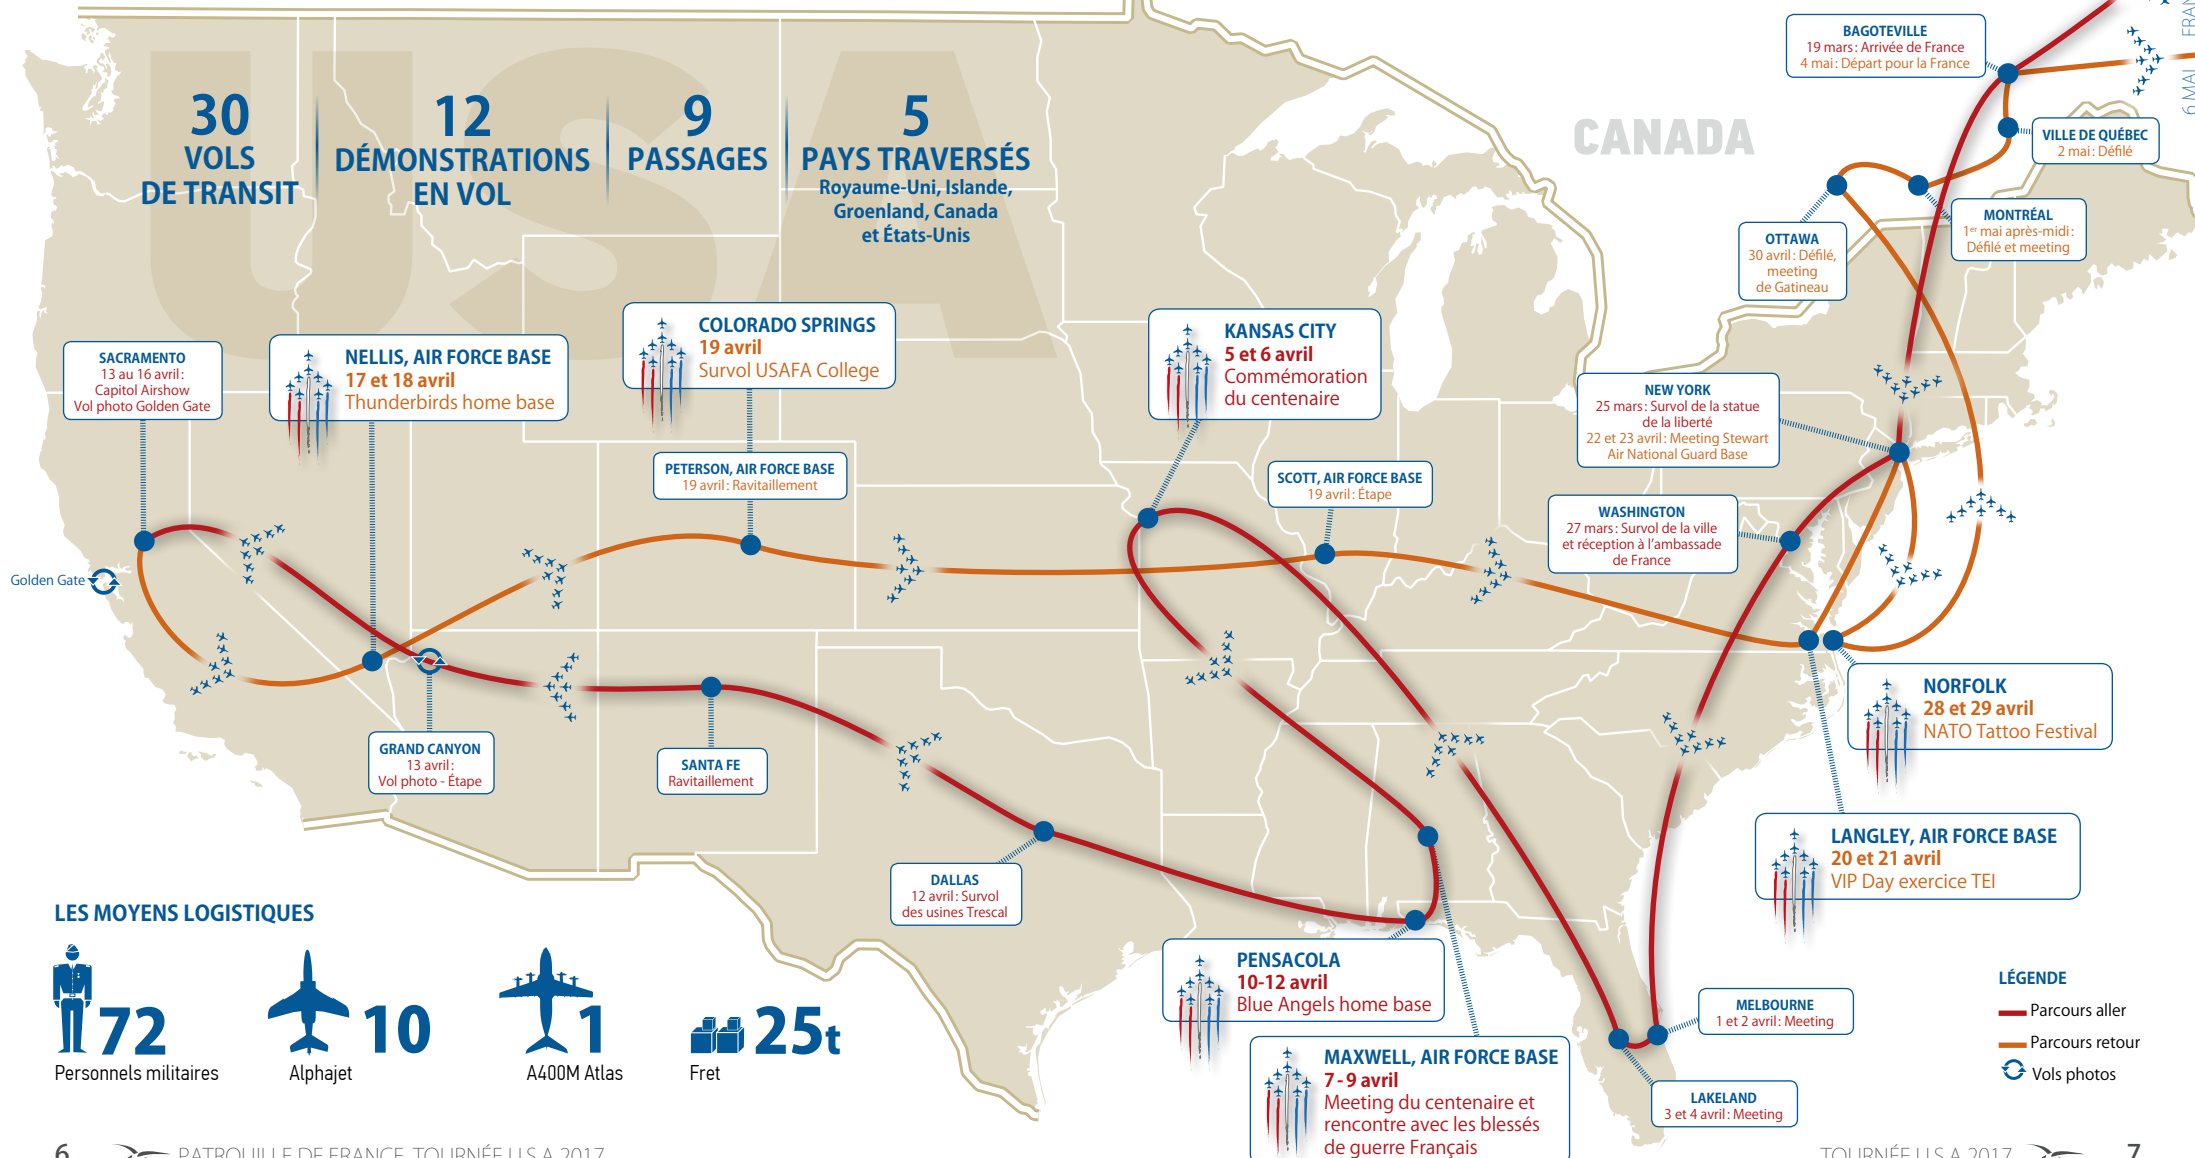 USA
30
VOLS
DE TRANSIT
12
DÉMONSTRATIONS
EN VOL
9
PASSAGES
5
PAYS TRAVERSÉS
Royaume-Uni, Islande,
Groenland, Canada
et États-Unis
CANADA
BAGOTEVILLE
19 mars : Arrivée de France
4 mai : Départ pour la France
6 MAI
VILLE DE QUÉBEC
2 mai : Défilé
MONTRÉAL
1er mai après-midi :
Défilé et meeting
OTTAWA
30 avril : Défilé,
meeting
de Gatineau
SACRAMENTO
13 au 16 avril :
Capitol Airshow
Vol photo Golden Gate
NELLIS, AIR FORCE BASE
17 et 18 avril
Thunderbirds home base
COLORADO SPRINGS
19 avril
Survol USAFA College
PETERSON, AIR FORCE BASE
19 avril : Ravitaillement
KANSAS CITY
5 et 6 avril
Commémoration
du centenaire
SCOTT, AIR FORCE BASE
19 avril : Étape
NEW YORK
25 mars : Survol de la statue
de la liberté
22 et 23 avril : Meeting Stewart
Air National Guard Base
WASHINGTON
27 mars : Survol de la ville
et réception à l'ambassade
de France
Golden Gate
GRAND CANYON
13 avril :
Vol photo - Étape
SANTA FE
Ravitaillement
DALLAS
12 avril : Survol
des usines Trescal
NORFOLK
28 et 29 avril
NATO Tattoo Festival
LANGLEY, AIR FORCE BASE
20 et 21 avril
VIP Day exercice TEI
PENSACOLA
10-12 avril
Blue Angels home base
MAXWELL, AIR FORCE BASE
7 - 9 avril
Meeting du centenaire et
rencontre avec les blessés
de guerre Français
MELBOURNE
1 et 2 avril : Meeting
LAKELAND
3 et 4 avril : Meeting
LES MOYENS LOGISTIQUES
72
Personnels militaires
10
Alphajet
1
A400M Atlas
25t
Fret
LÉGENDE
Parcours aller
Parcours retour
Vols photos
6
PATROUILLE DE FRANCE, TOURNÉE U.S.A 2017
TOURNÉE U.S.A 2017
7